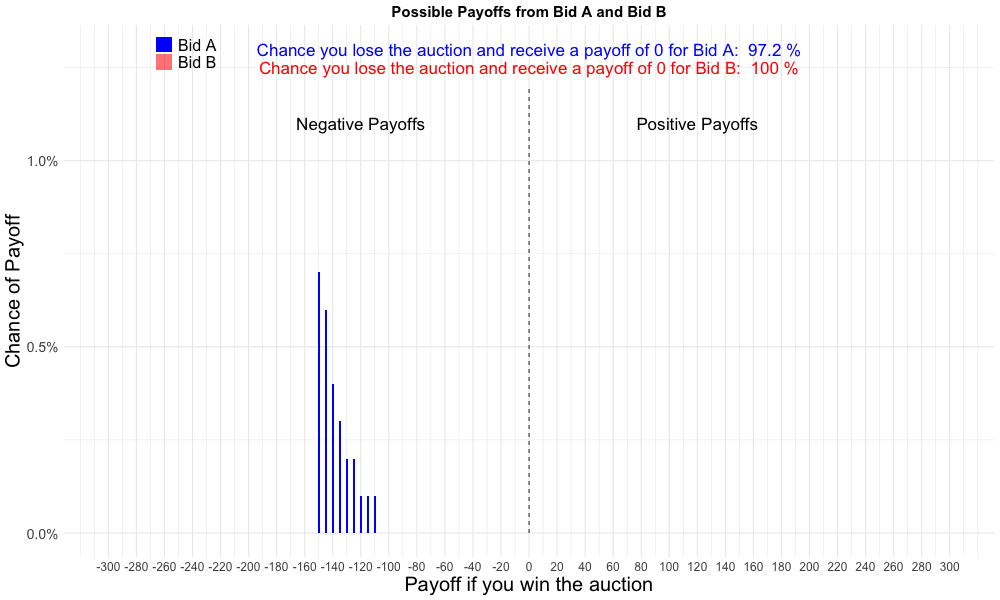 Possible Payoffs from Bid A and Bid B
Bid A
Bid B
Chance you lose the auction and receive a payoff of 0 for Bid A:  97.2 %
Chance you lose the auction and receive a payoff of 0 for Bid B:  100 %
Negative Payoffs
Positive Payoffs
Chance of Payoff
1.0%
0.5%
0.0%
-300 -280 -260 -240 -220 -200 -180 -160 -140 -120 -100 -80 -60 -40 -20 0 20 40 60 80 100 120 140 160 180 200 220 240 260 280 300
Payoff if you win the auction